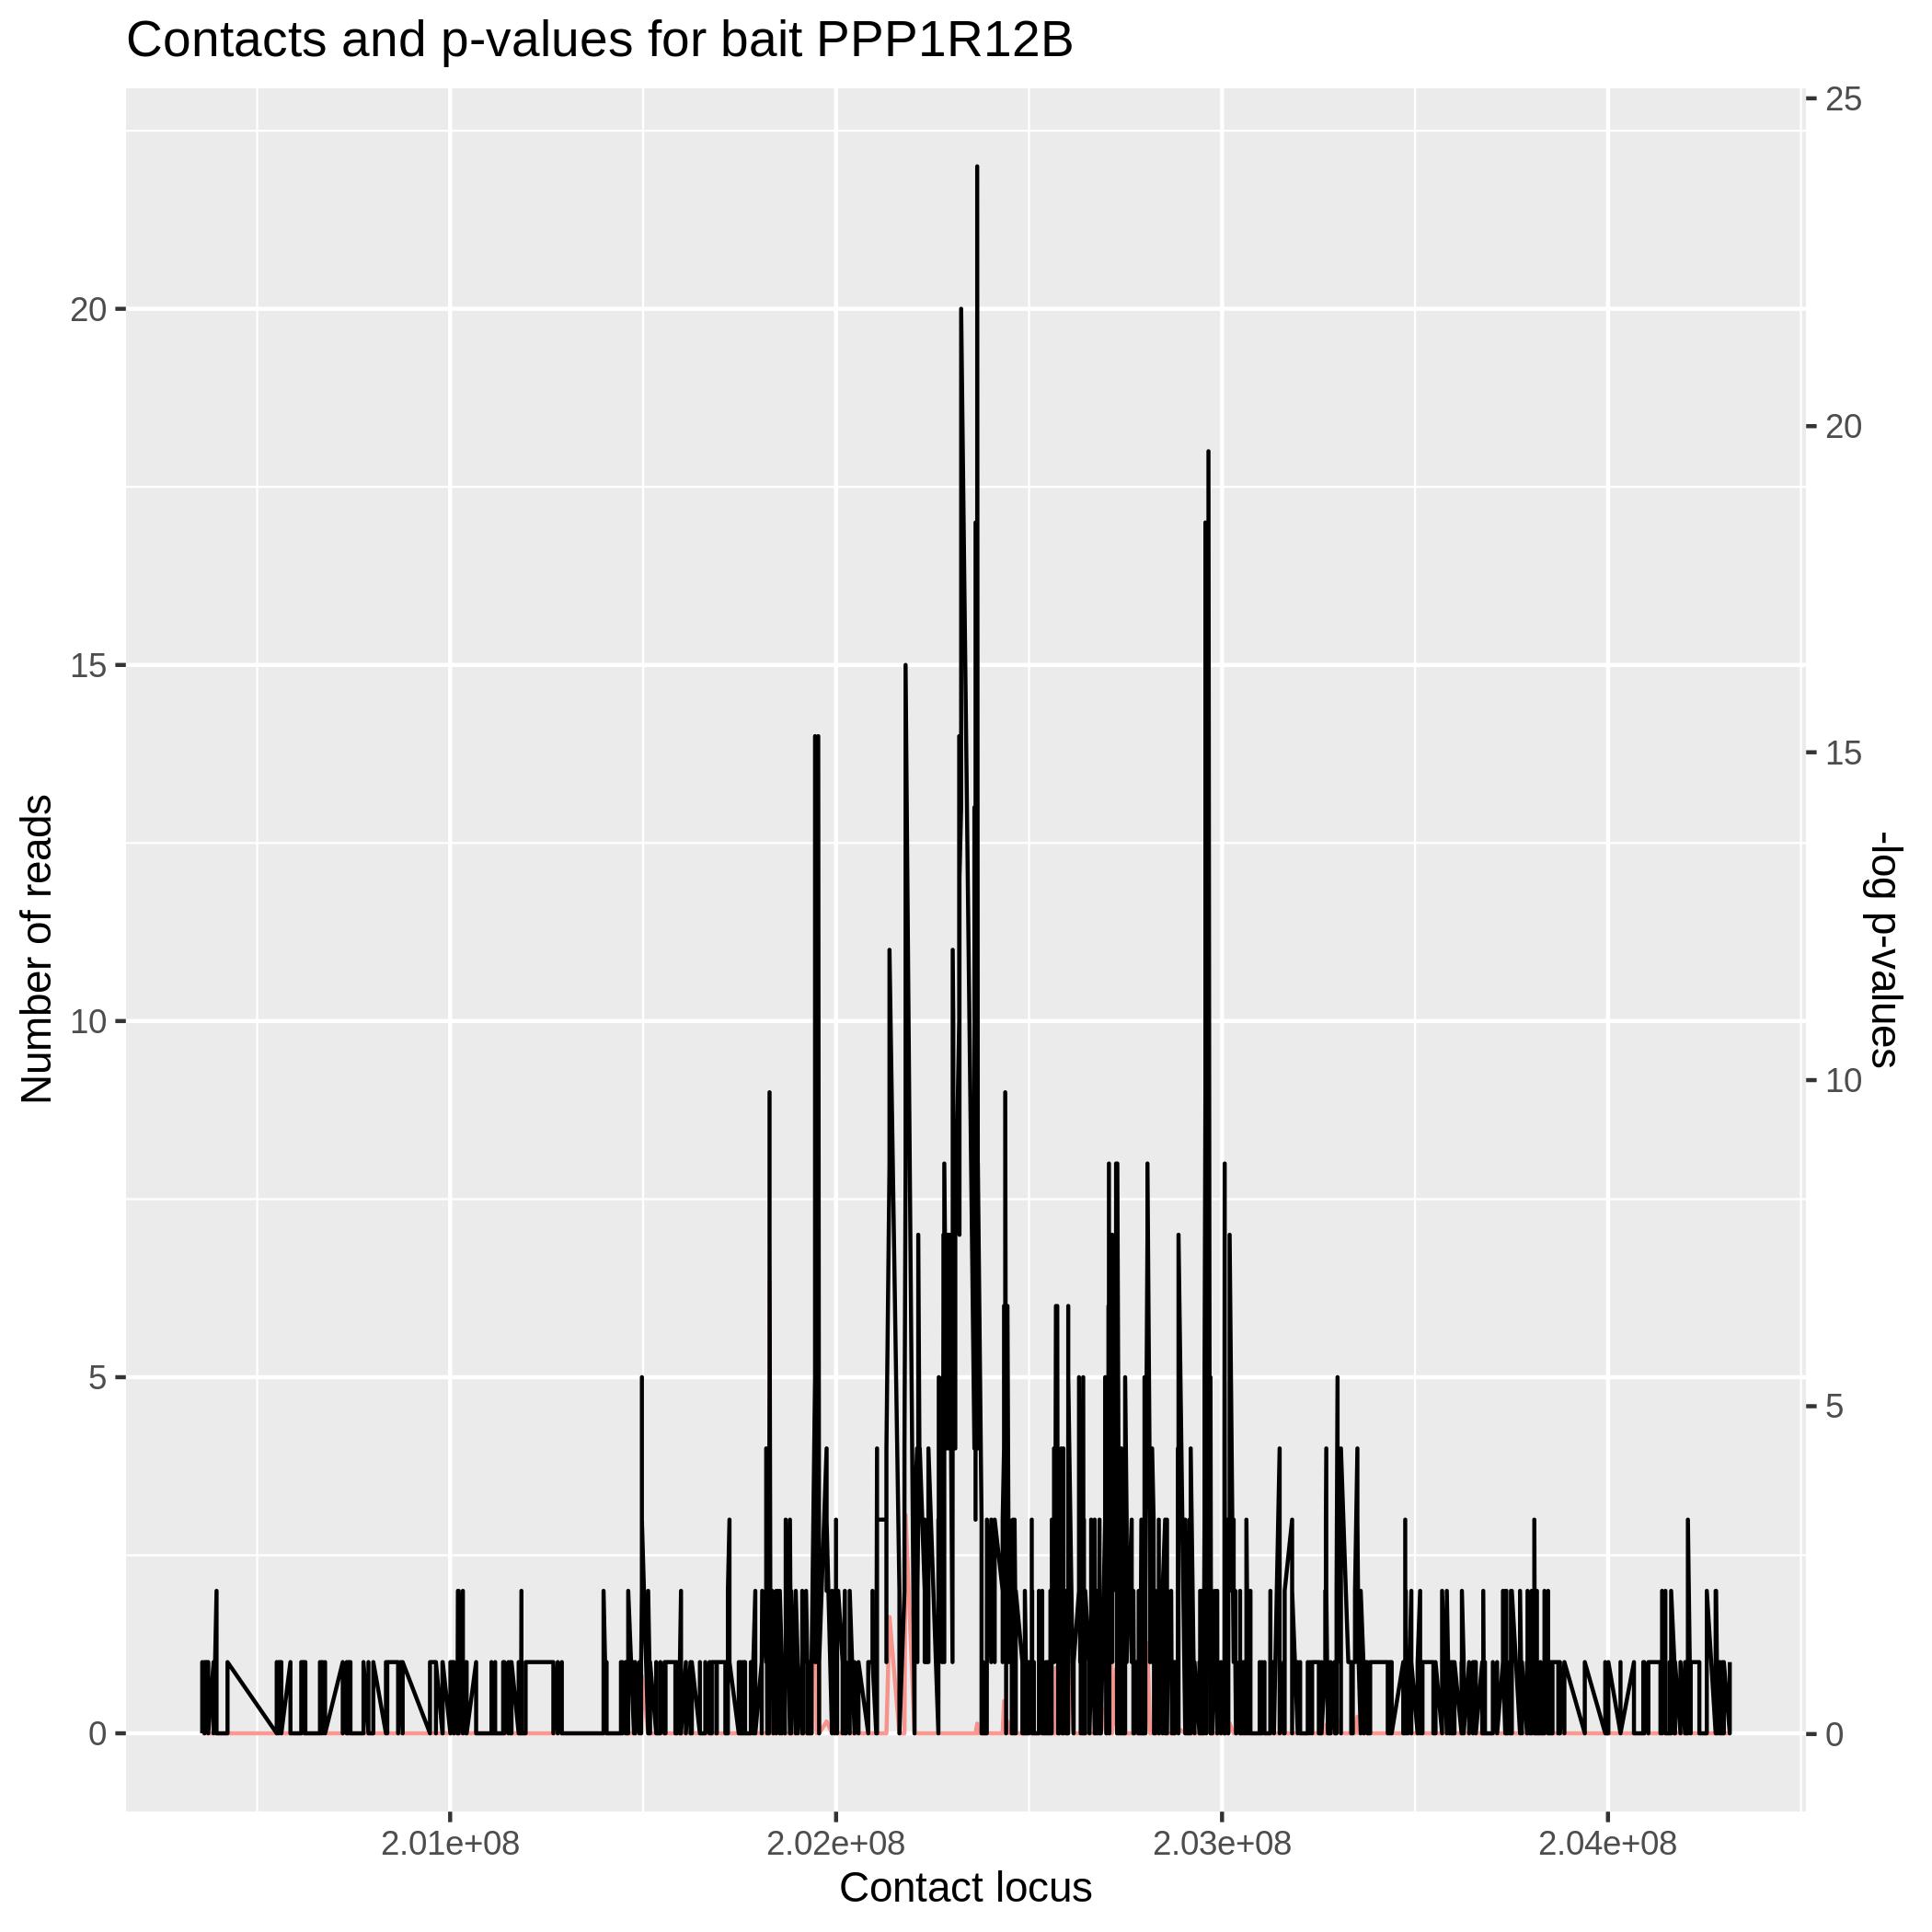 Contacts and p-values for bait PPP1R12B
25
20
20
15
15
10
10
5
5
0
0
Number of reads
-log p-values
2.01e+08 2.02e+08 2.03e+08 2.04e+08
Contact locus